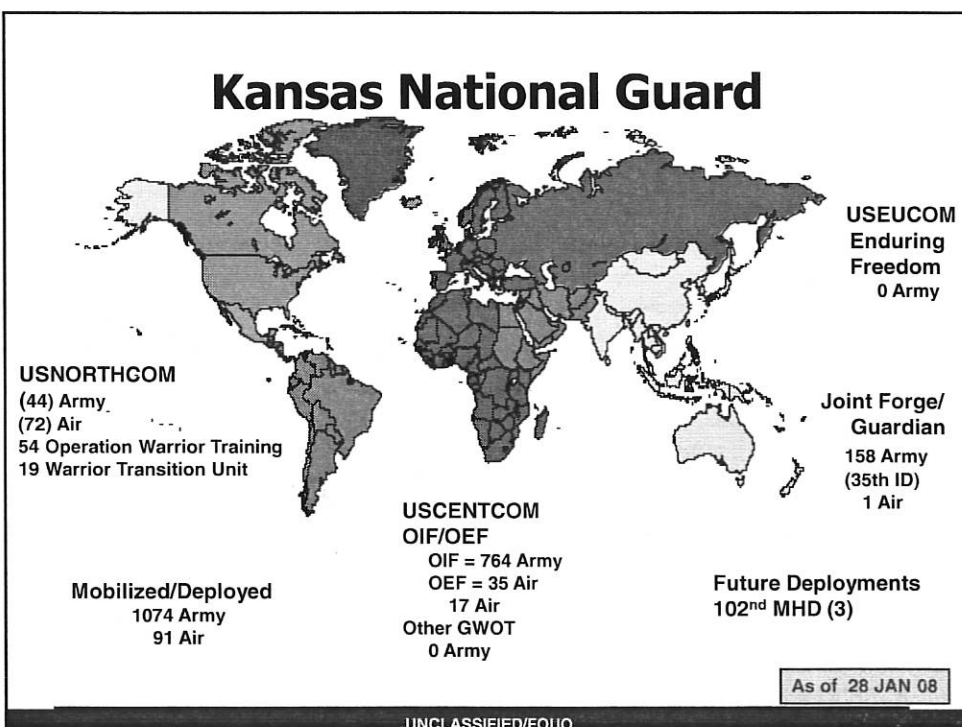 Kansas National Guard
USEUCOM
Enduring
Freedom
0 Army
USNORTHCOM
(44) Army
(72) Air
54 Operation Warrior Training
19 Warrior Transition Unit
Joint Forge/
Guardian
158 Army
(35th ID)
1 Air
USCENTCOM
OIF/OEF
OIF = 764 Army
OEF = 35 Air
17 Air
Other GWOT
0 Army
Mobilized/Deployed
1074 Army
91 Air
Future Deployments
102nd MHD (3)
As of 28 JAN 08
UNCLASSIFIED/FOUO